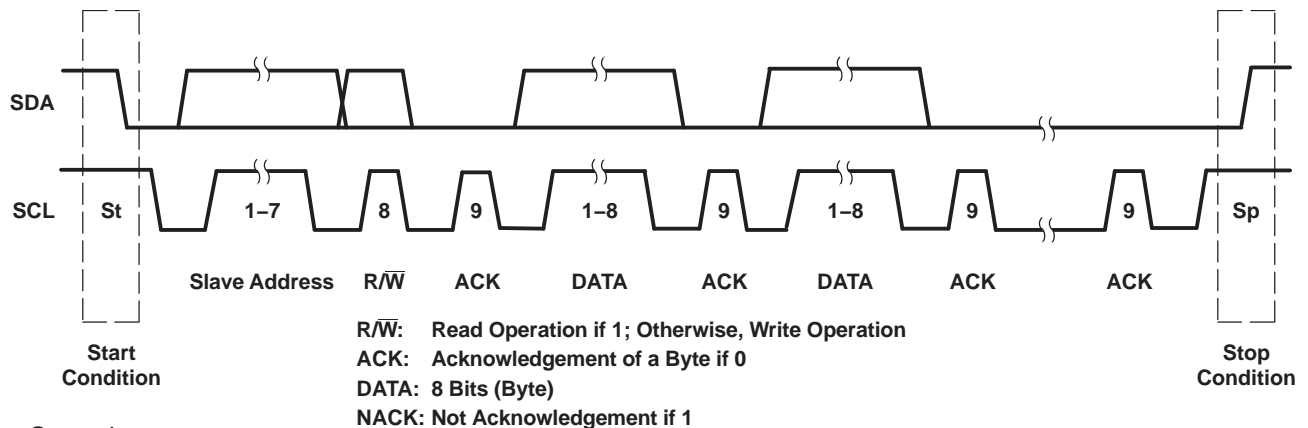 SDA
SCL
St 1–7 8 9 1–8 9 1–8 9 9 Sp
Slave Address R/W̅ ACK DATA ACK DATA ACK ACK
Start
Condition
Stop
Condition
R/W̅: Read Operation if 1; Otherwise, Write Operation
ACK: Acknowledgement of a Byte if 0
DATA: 8 Bits (Byte)
NACK: Not Acknowledgement if 1